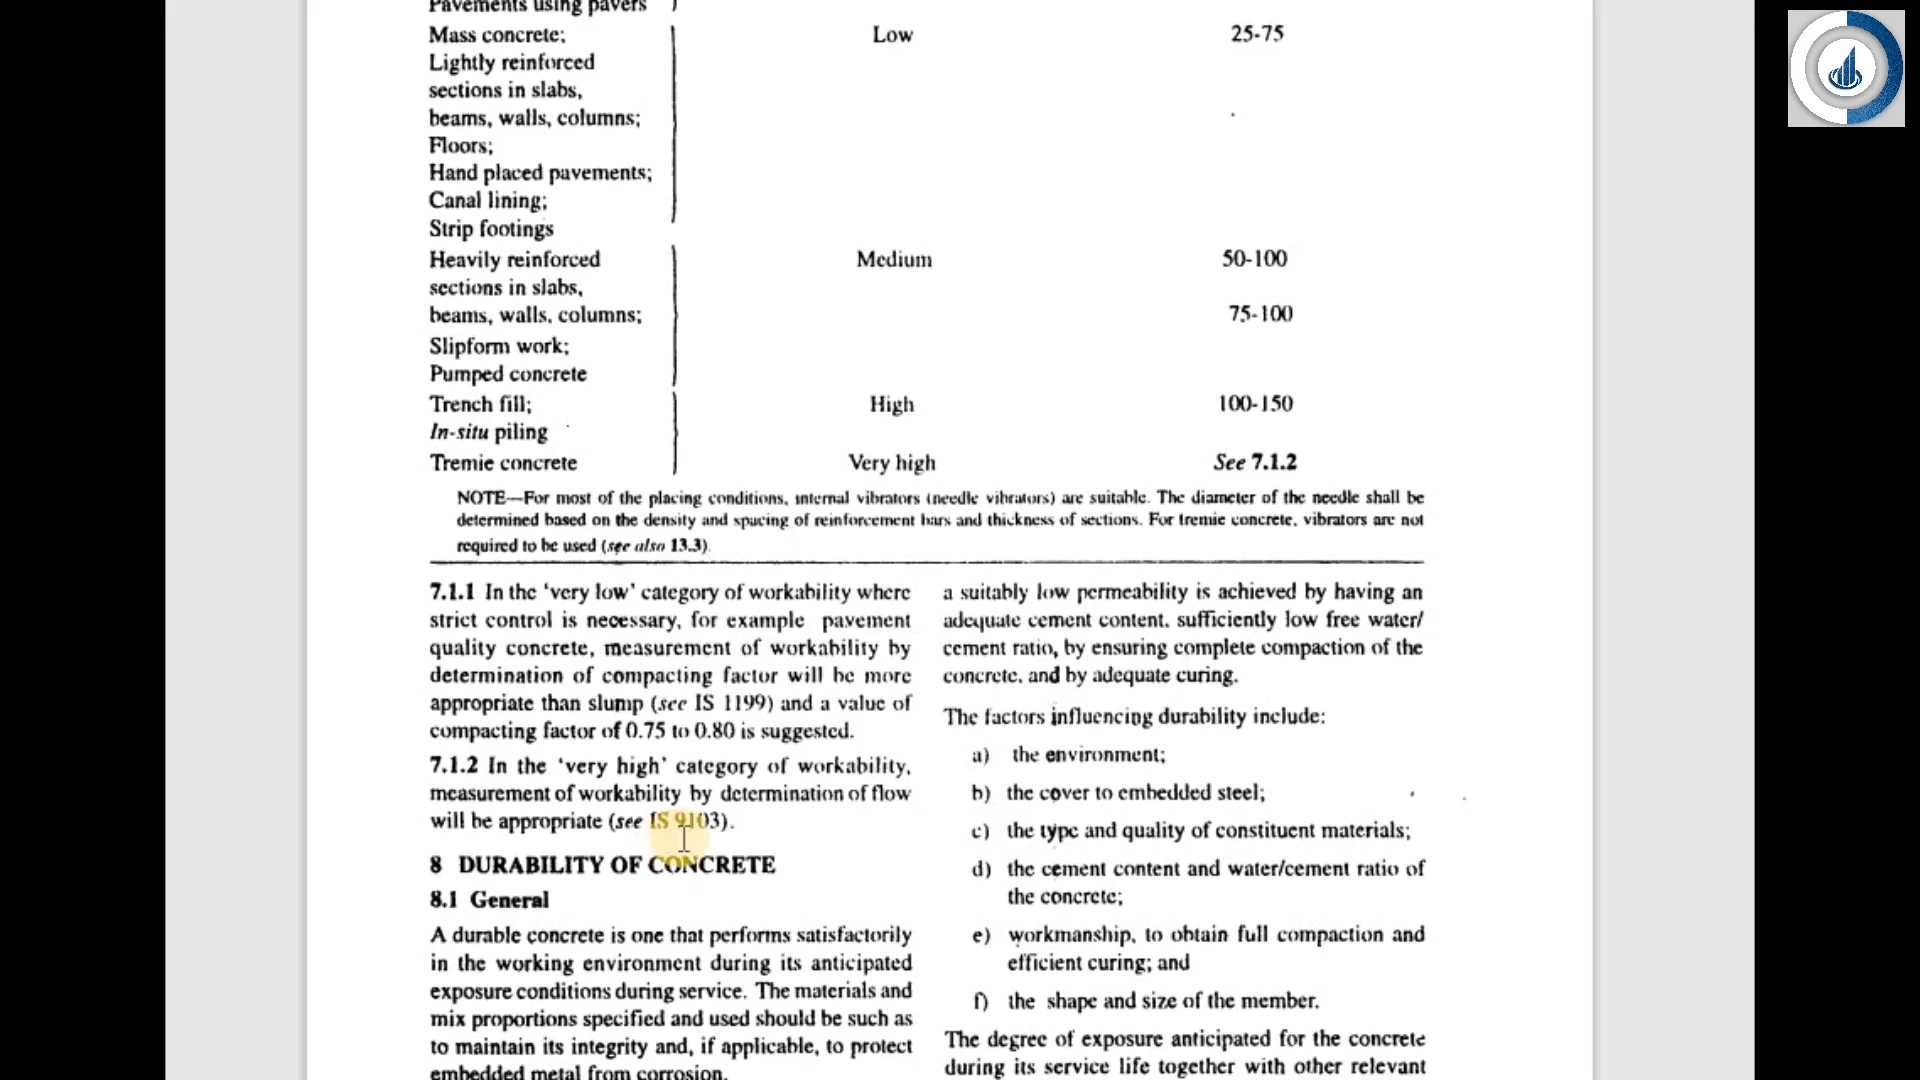 Pavements using pavers
Mass concrete; Low 25-75
Lightly reinforced
sections in slabs,
beams, walls, columns;
Floors;
Hand placed pavements;
Canal lining;
Strip footings
Heavily reinforced Medium 50-100
sections in slabs,
beams, walls, columns; 75-100
Slipform work;
Pumped concrete
Trench fill; High 100-150
In-situ piling
Tremie concrete Very high See 7.1.2
NOTE—For most of the placing conditions, internal vibrators (needle vibrators) are suitable. The diameter of the needle shall be
determined based on the density and spacing of reinforcement bars and thickness of sections. For tremie concrete, vibrators are not
required to be used (see also 13.3).
7.1.1 In the ‘very low’ category of workability where
strict control is necessary, for example pavement
quality concrete, measurement of workability by
determination of compacting factor will be more
appropriate than slump (see IS 1199) and a value of
compacting factor of 0.75 to 0.80 is suggested.
7.1.2 In the ‘very high’ category of workability,
measurement of workability by determination of flow
will be appropriate (see IS 9103).
8 DURABILITY OF CONCRETE
8.1 General
A durable concrete is one that performs satisfactorily
in the working environment during its anticipated
exposure conditions during service. The materials and
mix proportions specified and used should be such as
to maintain its integrity and, if applicable, to protect
embedded metal from corrosion.
a suitably low permeability is achieved by having an
adequate cement content, sufficiently low free water/
cement ratio, by ensuring complete compaction of the
concrete, and by adequate curing.
The factors influencing durability include:
a) the environment;
b) the cover to embedded steel;
c) the type and quality of constituent materials;
d) the cement content and water/cement ratio of
the concrete;
e) workmanship, to obtain full compaction and
efficient curing; and
f) the shape and size of the member.
The degree of exposure anticipated for the concrete
during its service life together with other relevant